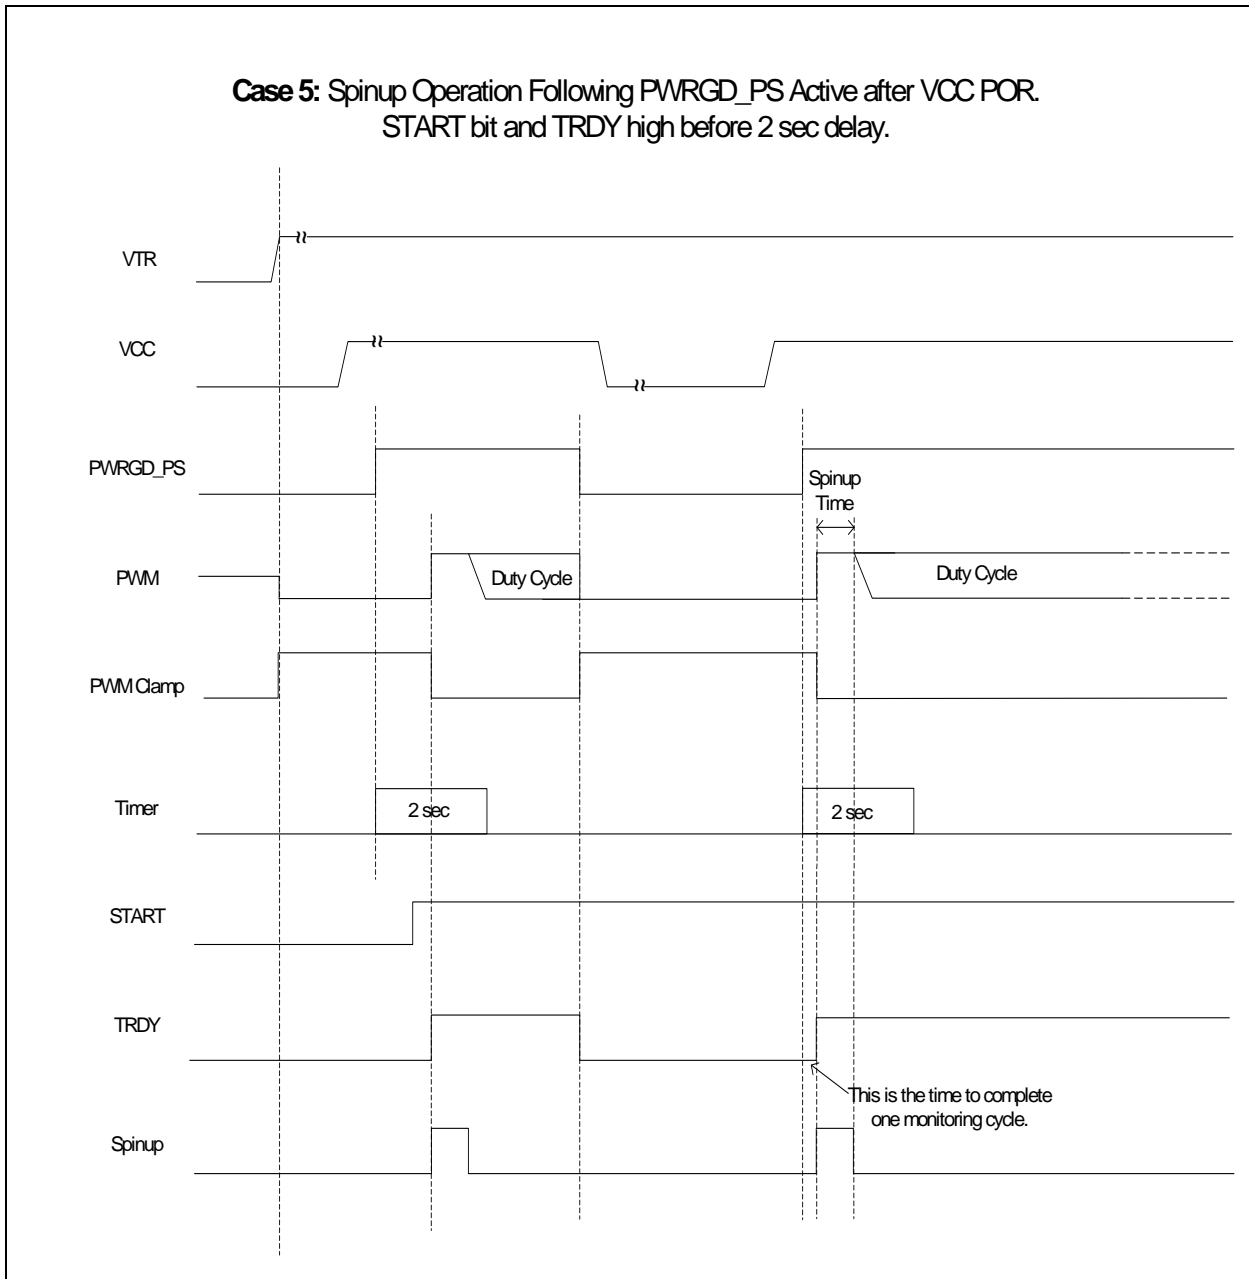 Case 5: Spinup Operation Following PWRGD_PS Active after VCC POR.
START bit and TRDY high before 2 sec delay.
VTR
VCC
PWRGD_PS
Spinup
Time
PWM
Duty Cycle
Duty Cycle
PWM Clamp
Timer
2 sec
2 sec
START
TRDY
This is the time to complete
one monitoring cycle.
Spinup